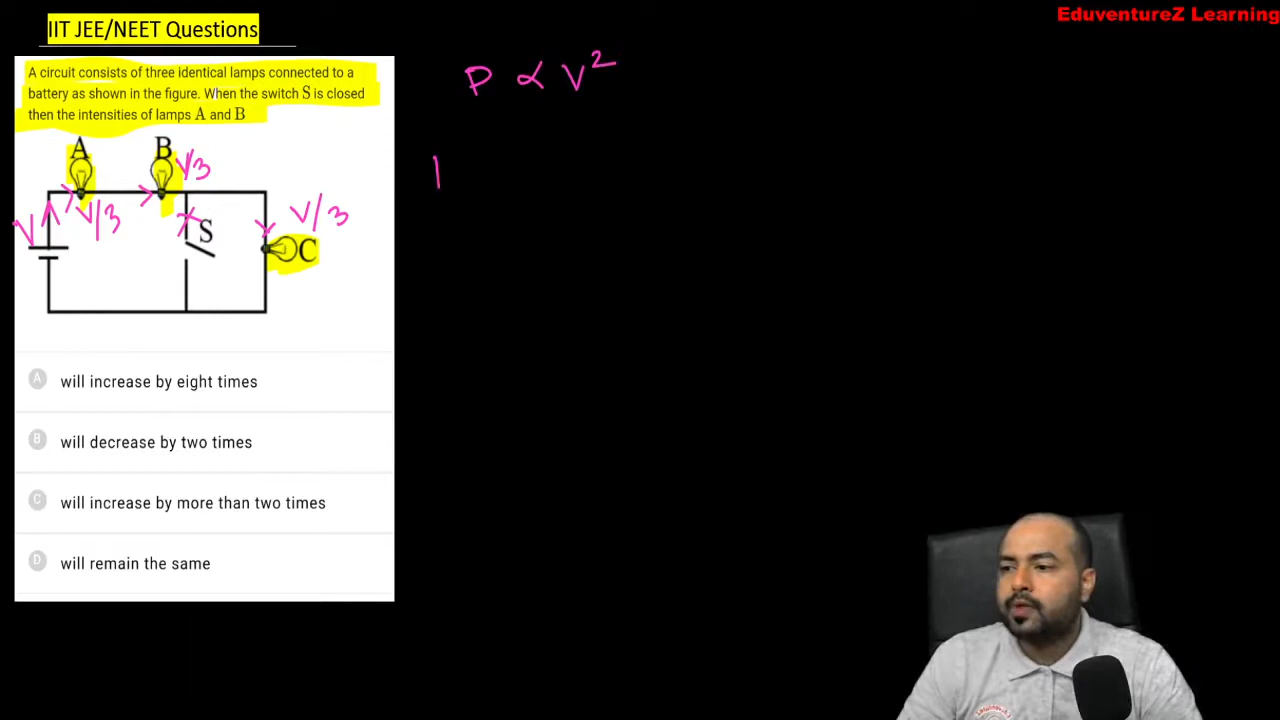 EduventureZ Learning
IIT JEE/NEET Questions
A circuit consists of three identical lamps connected to a
battery as shown in the figure. When the switch S is closed
then the intensities of lamps A and B
P ∝ V²
A
B
V/3
V
V/3
S
V/3
C
A will increase by eight times
B will decrease by two times
C will increase by more than two times
D will remain the same